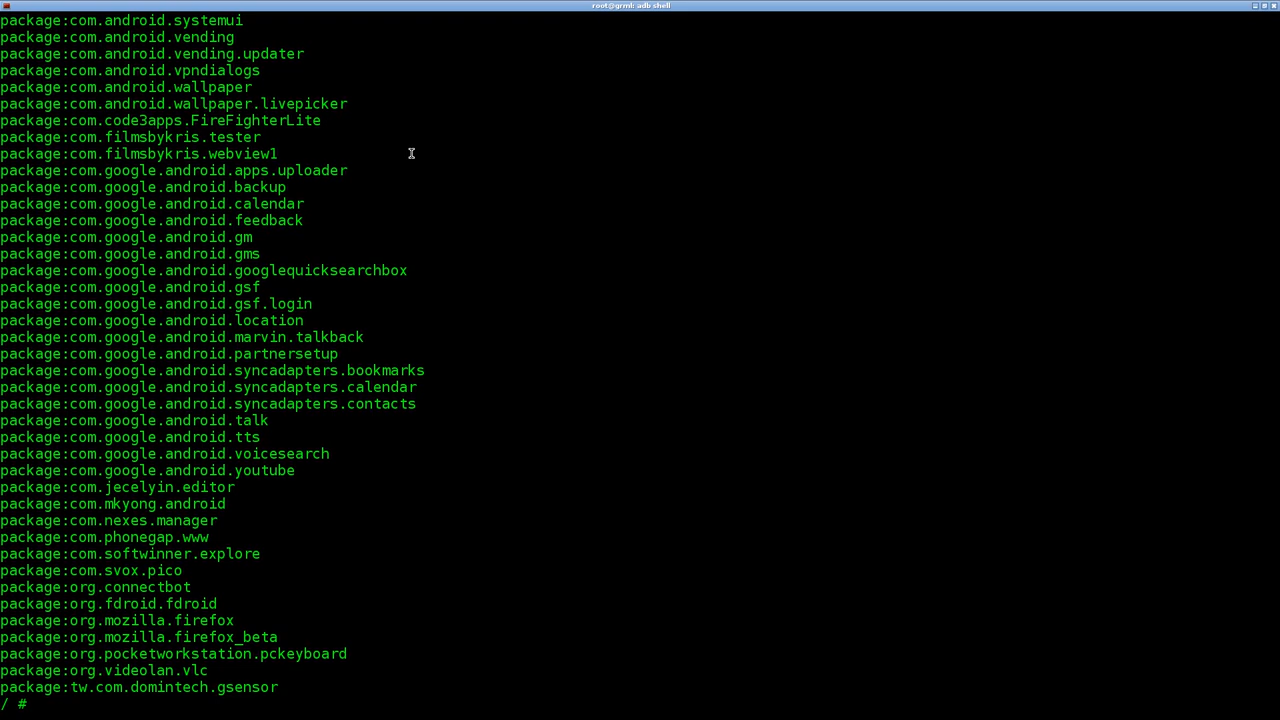 root@grml: adb shell
package:com.android.systemui
package:com.android.vending
package:com.android.vending.updater
package:com.android.vpndialogs
package:com.android.wallpaper
package:com.android.wallpaper.livepicker
package:com.code3apps.FireFighterLite
package:com.filmsbykris.tester
package:com.filmsbykris.webview1
package:com.google.android.apps.uploader
package:com.google.android.backup
package:com.google.android.calendar
package:com.google.android.feedback
package:com.google.android.gm
package:com.google.android.gms
package:com.google.android.googlequicksearchbox
package:com.google.android.gsf
package:com.google.android.gsf.login
package:com.google.android.location
package:com.google.android.marvin.talkback
package:com.google.android.partnersetup
package:com.google.android.syncadapters.bookmarks
package:com.google.android.syncadapters.calendar
package:com.google.android.syncadapters.contacts
package:com.google.android.talk
package:com.google.android.tts
package:com.google.android.voicesearch
package:com.google.android.youtube
package:com.jecelyin.editor
package:com.mkyong.android
package:com.nexes.manager
package:com.phonegap.www
package:com.softwinner.explore
package:com.svox.pico
package:org.connectbot
package:org.fdroid.fdroid
package:org.mozilla.firefox
package:org.mozilla.firefox_beta
package:org.pocketworkstation.pckeyboard
package:org.videolan.vlc
package:tw.com.domintech.gsensor
/ #